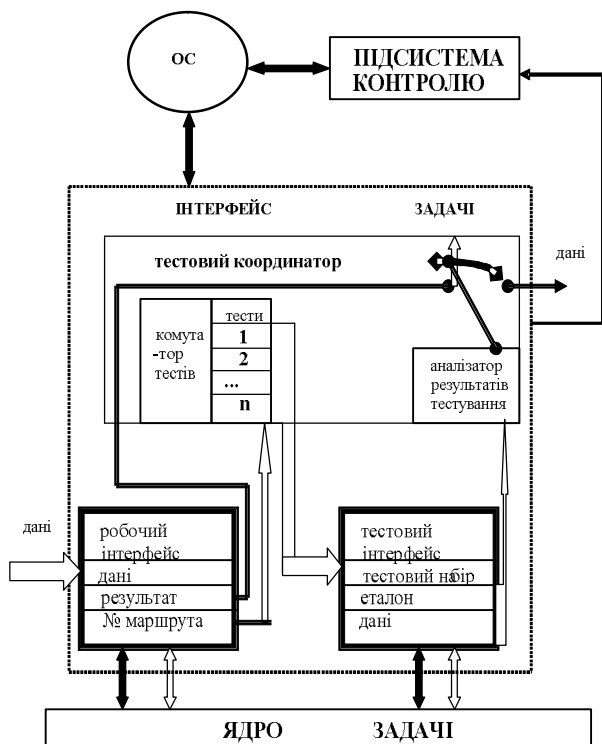 ОС
ПІДСИСТЕМА
КОНТРОЛЮ
ІНТЕРФЕЙС ЗАДАЧІ
тестовий координатор
дані
комута
-тор
тестів
тести
1
2
...
n
аналізатор
результатів
тестування
дані
робочий
інтерфейс
дані
результат
№ маршрута
тестовий
інтерфейс
тестовий набір
еталон
дані
ЯДРО ЗАДАЧІ